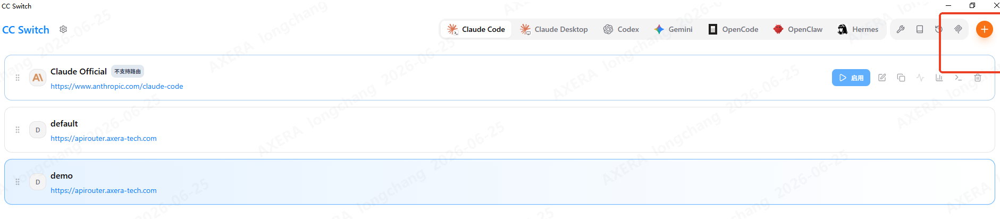 CC Switch
CC Switch
Claude Code
Claude Desktop
Codex
Gemini
OpenCode
OpenClaw
Hermes
Claude Official
不支持路由
https://www.anthropic.com/claude-code
启用
D
default
https://apirouter.axera-tech.com
D
demo
https://apirouter.axera-tech.com
AXERA longchang 2026-06-25